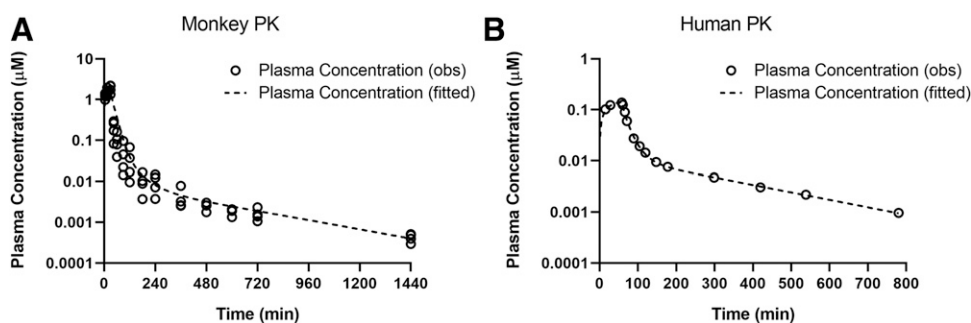 A
Monkey PK
Plasma Concentration (μM)
10
1
0.1
0.01
0.001
0.0001
Plasma Concentration (obs)
Plasma Concentration (fitted)
0 240 480 720 960 1200 1440
Time (min)
B
Human PK
Plasma Concentration (μM)
1
0.1
0.01
0.001
0.0001
Plasma Concentration (obs)
Plasma Concentration (fitted)
0 100 200 300 400 500 600 700 800
Time (min)